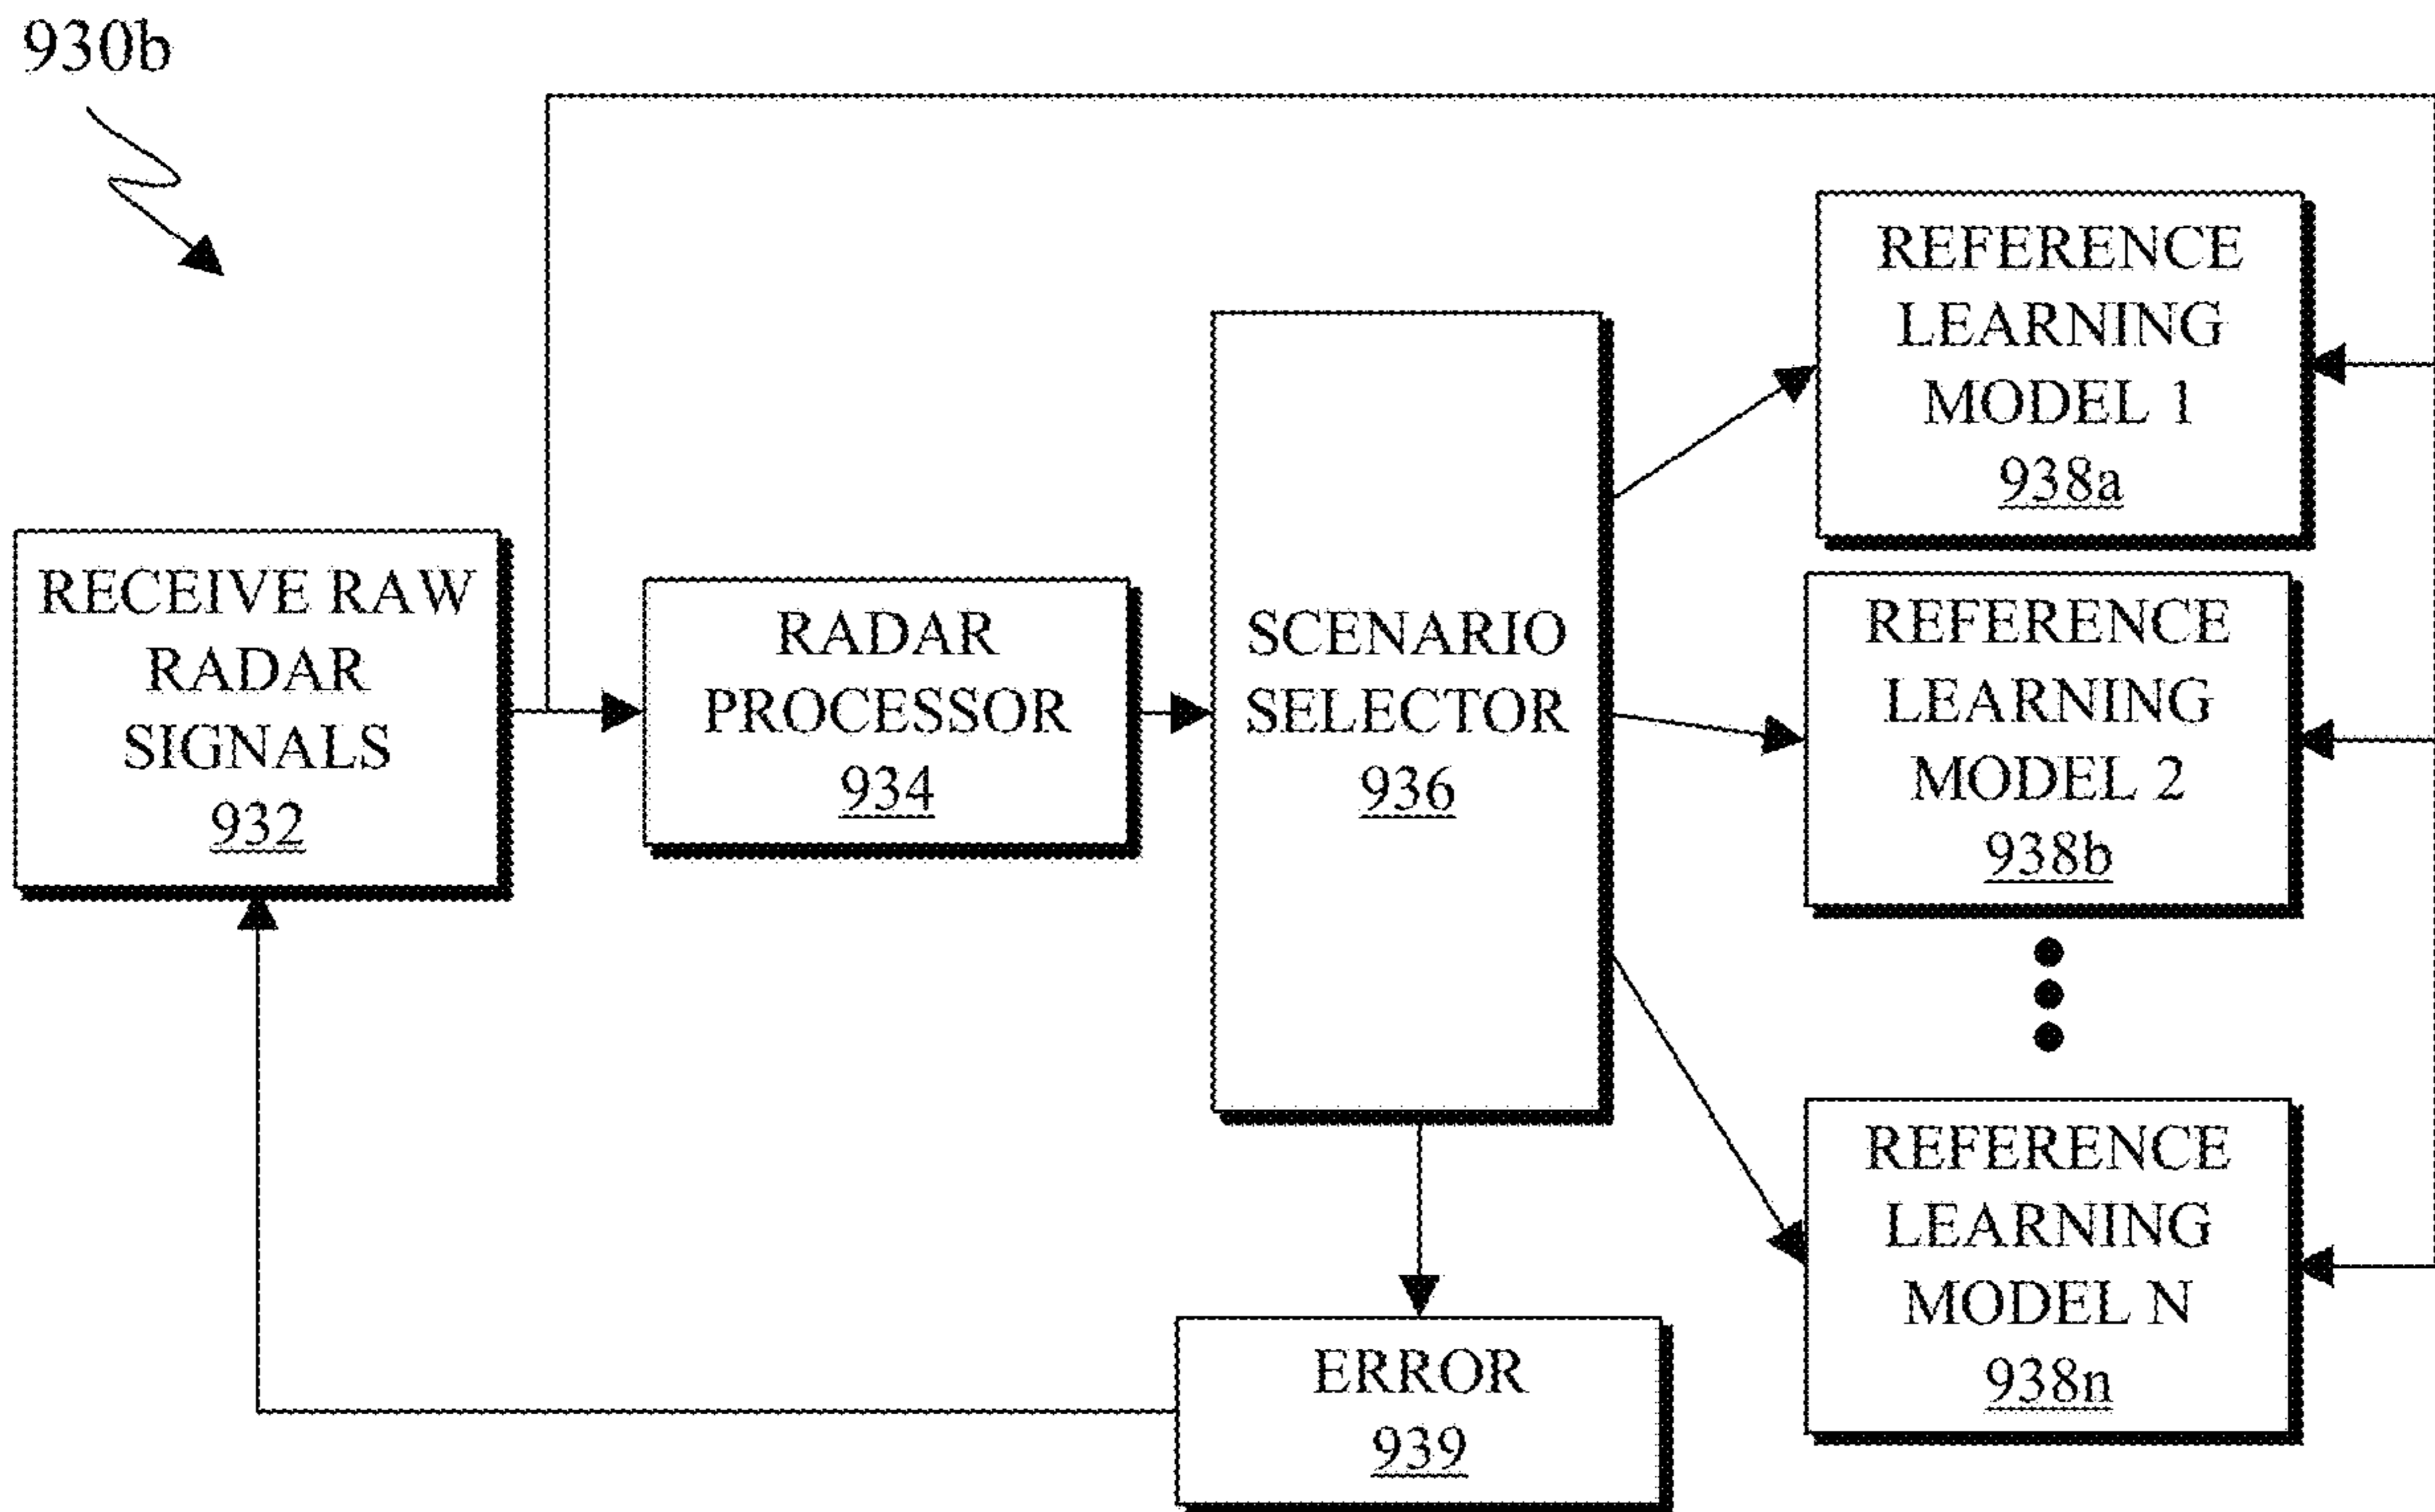 930b
RECEIVE RAW
RADAR
SIGNALS
932
RADAR
PROCESSOR
934
SCENARIO
SELECTOR
936
REFERENCE
LEARNING
MODEL 1
938a
REFERENCE
LEARNING
MODEL 2
938b
REFERENCE
LEARNING
MODEL N
938n
ERROR
939